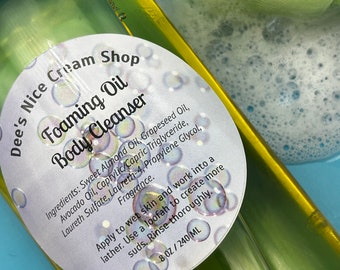 Dee's Nice Cream Shop
Foaming Oil
Body Cleanser
Ingredients: Sweet Almond Oil, Grapeseed Oil,
Avocado Oil, Caprylic/Capric Triglyceride,
Laureth Sulfate, Laureth-4, Propylene Glycol,
Fragrance.
Apply to wet skin and work into a
lather. Use a loofah to create more
suds. Rinse thoroughly.
8 oz / 240 ML